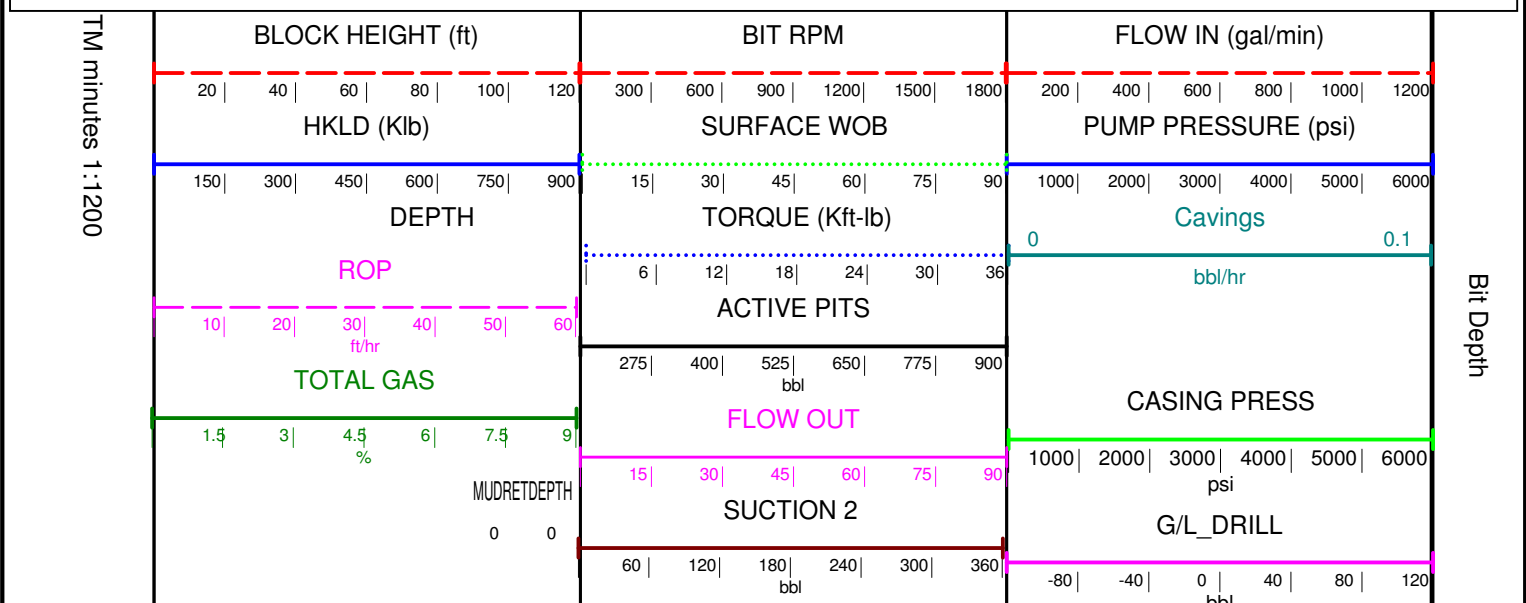 TM minutes 1:1200
BLOCK HEIGHT (ft)
20 40 60 80 100 120
HKLD (Klb)
150 300 450 600 750 900
DEPTH
ROP
10 20 30 40 50 60
ft/hr
TOTAL GAS
1.5 3 4.5 6 7.5 9
%
MUDRETDEPTH
0 0
BIT RPM
300 600 900 1200 1500 1800
SURFACE WOB
15 30 45 60 75 90
TORQUE (Kft-lb)
6 12 18 24 30 36
ACTIVE PITS
275 400 525 650 775 900
bbl
FLOW OUT
15 30 45 60 75 90
SUCTION 2
60 120 180 240 300 360
bbl
FLOW IN (gal/min)
200 400 600 800 1000 1200
PUMP PRESSURE (psi)
1000 2000 3000 4000 5000 6000
Cavings
0 0.1
bbl/hr
CASING PRESS
1000 2000 3000 4000 5000 6000
psi
G/L_DRILL
-80 -40 0 40 80 120
bbl
Bit Depth